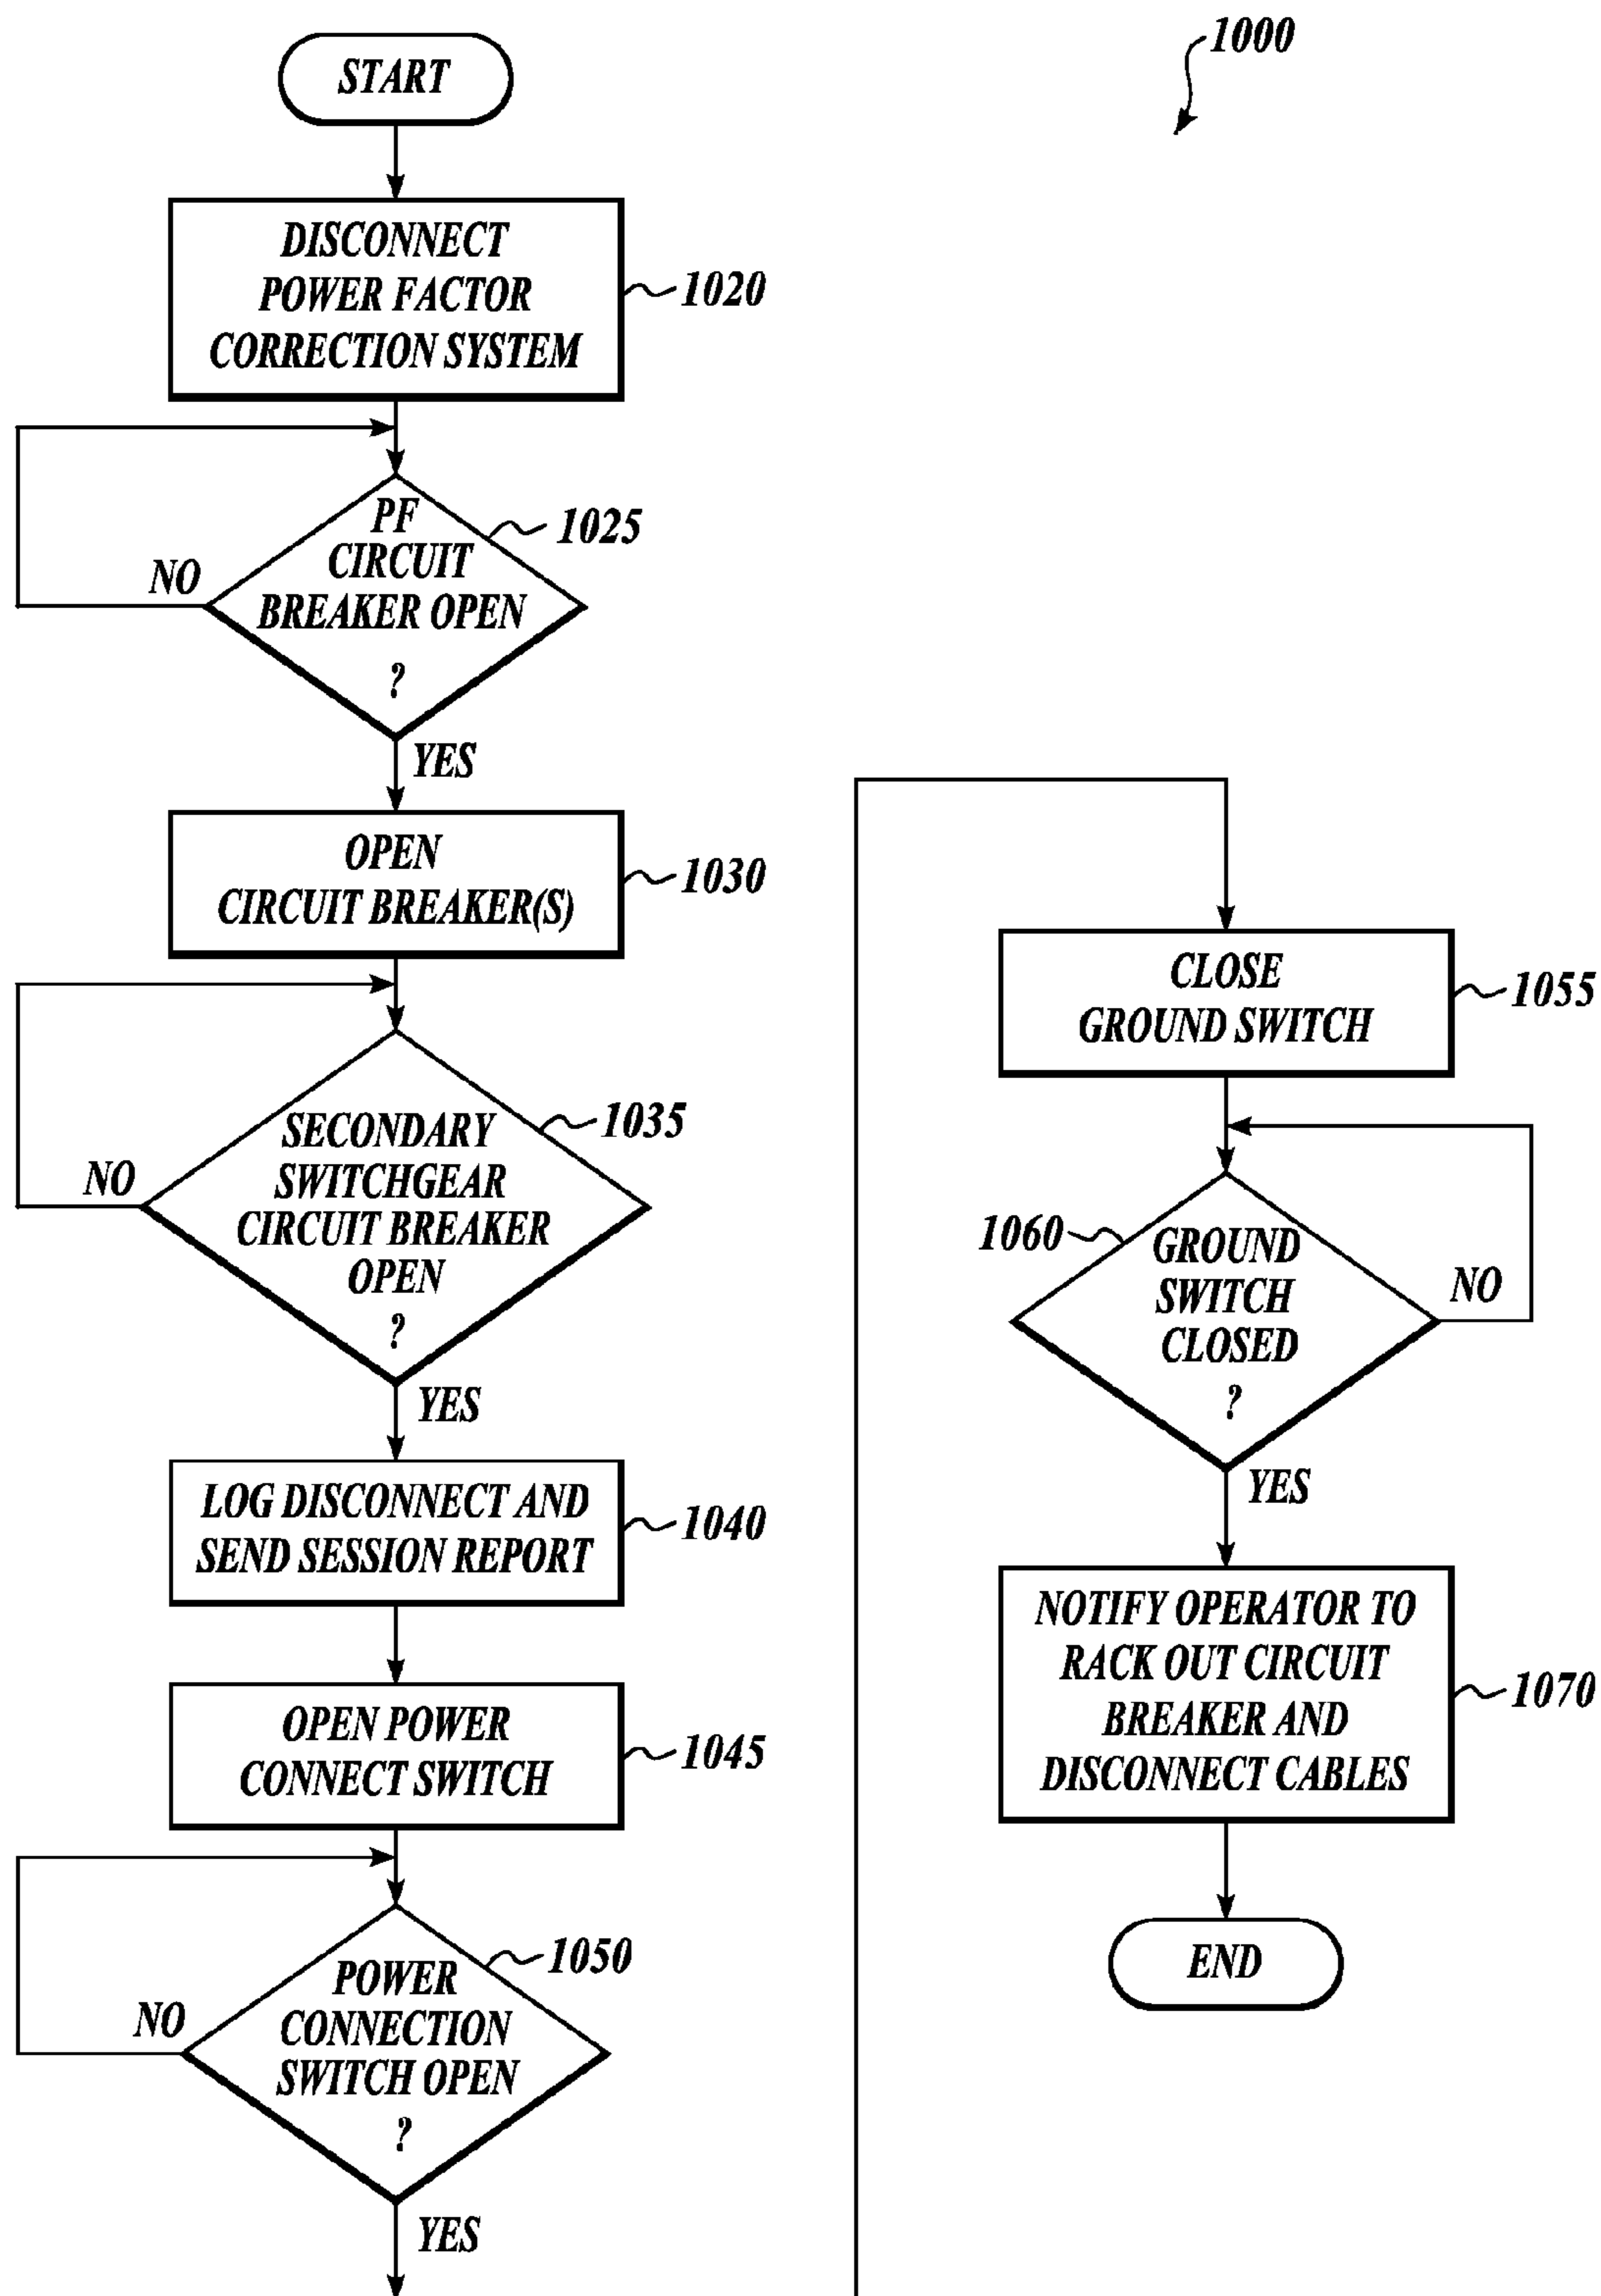 1000
START
DISCONNECT
POWER FACTOR
CORRECTION SYSTEM
1020
PF
CIRCUIT
BREAKER OPEN
?
1025
NO
YES
OPEN
CIRCUIT BREAKER(S)
1030
SECONDARY
SWITCHGEAR
CIRCUIT BREAKER
OPEN
?
1035
NO
YES
LOG DISCONNECT AND
SEND SESSION REPORT
1040
OPEN POWER
CONNECT SWITCH
1045
POWER
CONNECTION
SWITCH OPEN
?
1050
NO
YES
CLOSE
GROUND SWITCH
1055
1060
GROUND
SWITCH
CLOSED
?
NO
YES
NOTIFY OPERATOR TO
RACK OUT CIRCUIT
BREAKER AND
DISCONNECT CABLES
1070
END